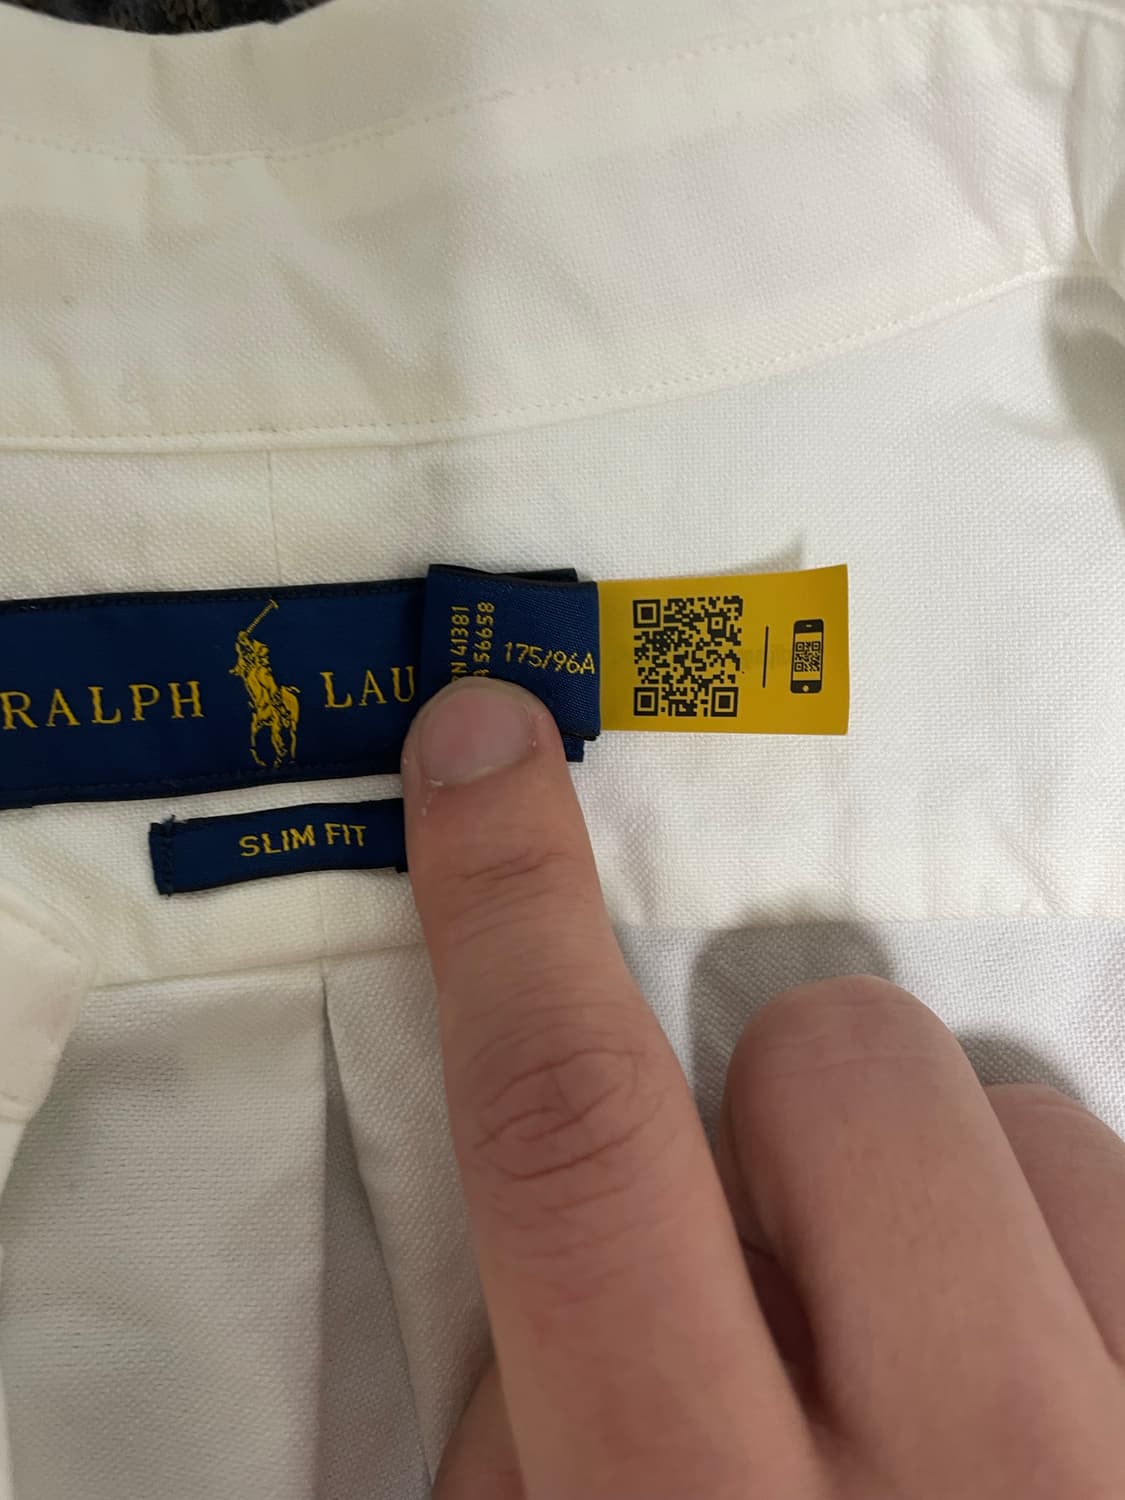 RALPH LAU
SLIM FIT
N 41381
A 56658
175/96A